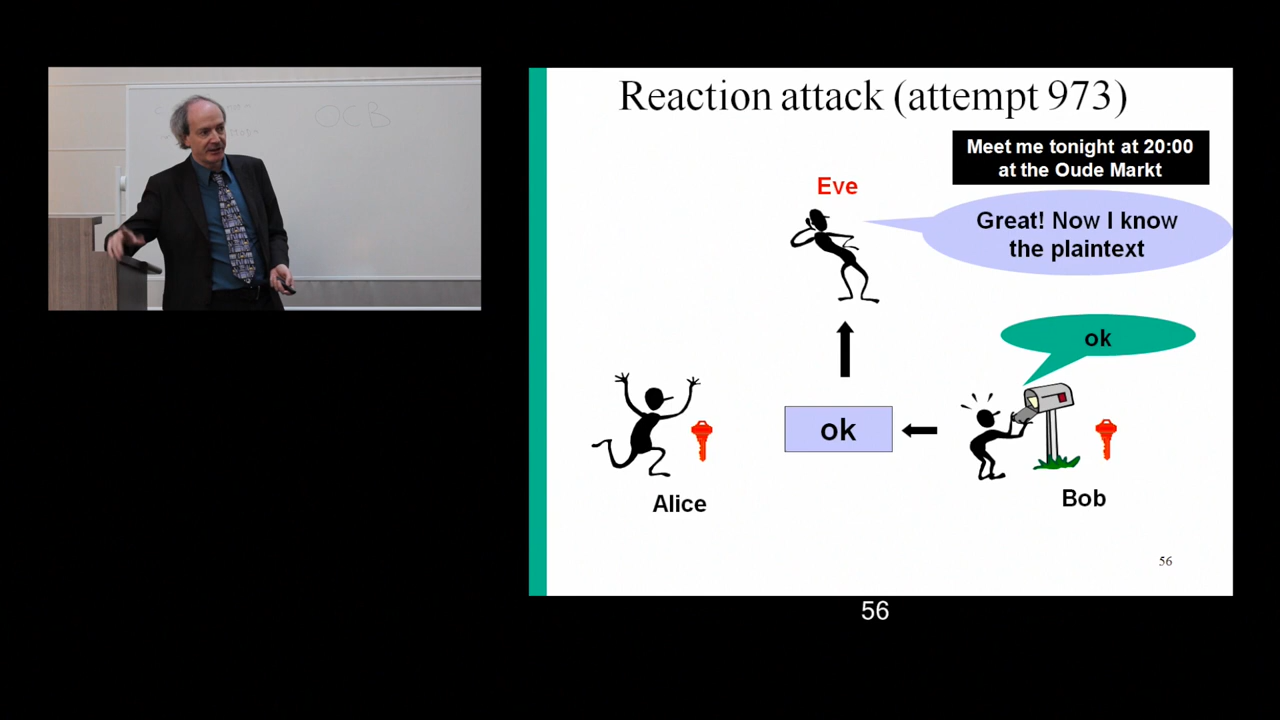 OCB
Reaction attack (attempt 973)
Meet me tonight at 20:00
at the Oude Markt
Eve
Great! Now I know
the plaintext
ok
ok
Alice
Bob
56
56